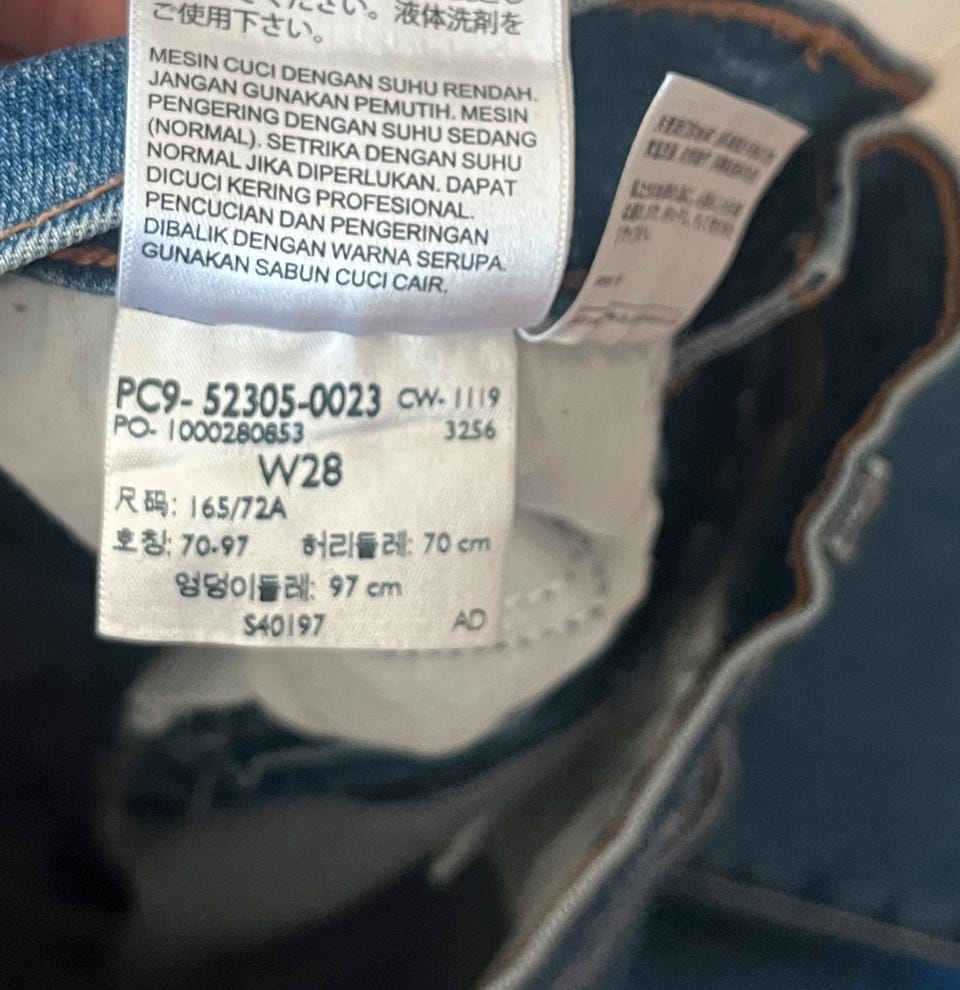 ください。液体洗剤を
ご使用下さい。
MESIN CUCI DENGAN SUHU RENDAH.
JANGAN GUNAKAN PEMUTIH. MESIN
PENGERING DENGAN SUHU SEDANG
(NORMAL). SETRIKA DENGAN SUHU
NORMAL JIKA DIPERLUKAN. DAPAT
DICUCI KERING PROFESIONAL.
PENCUCIAN DAN PENGERINGAN
DIBALIK DENGAN WARNA SERUPA.
GUNAKAN SABUN CUCI CAIR.
PC9- 52305-0023 CW- 1119
PO- 1000280853 3256
W28
尺码: 165/72A
호칭: 70-97 허리둘레: 70 cm
엉덩이둘레: 97 cm
S40197 AD